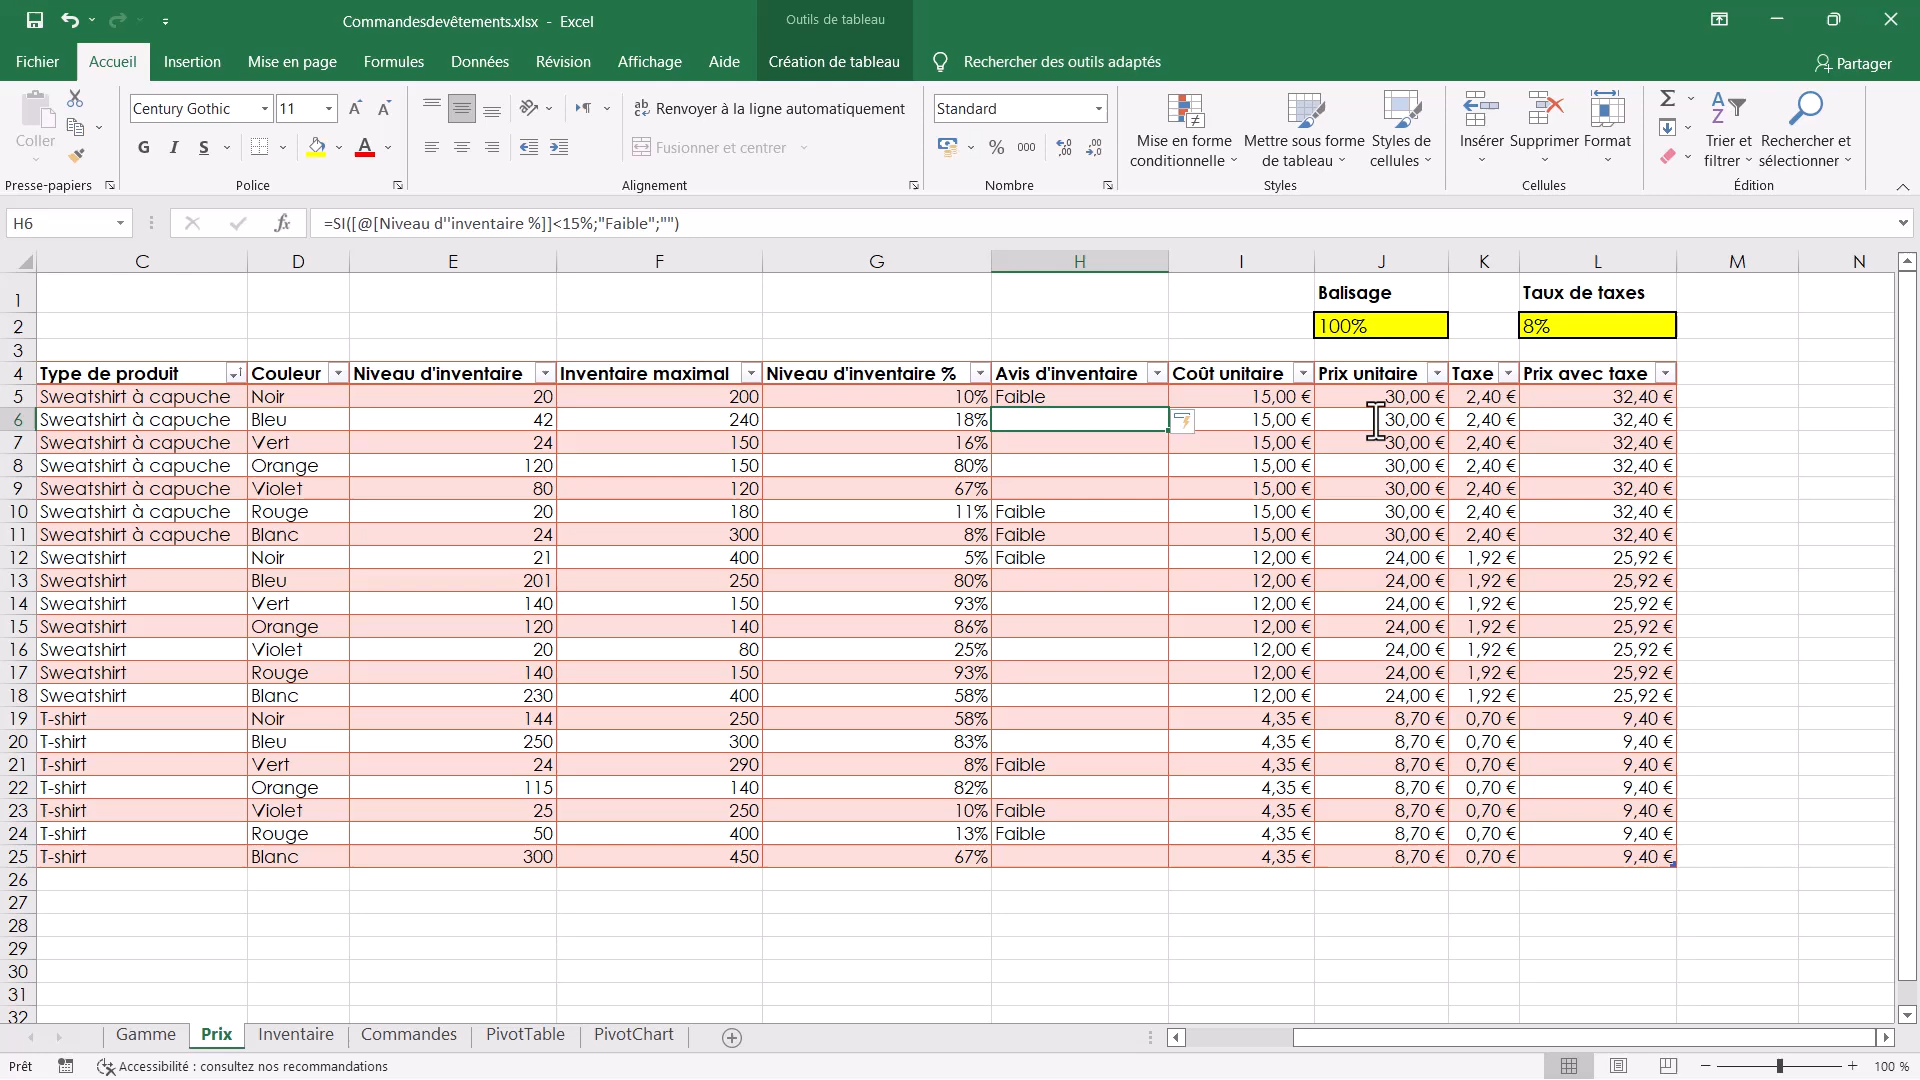 Commandesdevêtements.xlsx - Excel
Outils de tableau
Fichier Accueil Insertion Mise en page Formules Données Révision Affichage Aide Création de tableau Rechercher des outils adaptés Partager
Coller
Century Gothic 11
G I S
Renvoyer à la ligne automatiquement
Fusionner et centrer
Standard
% 000
Mise en forme conditionnelle
Mettre sous forme de tableau
Styles de cellules
Insérer Supprimer Format
Trier et filtrer
Rechercher et sélectionner
Presse-papiers Police Alignement Nombre Styles Cellules Édition
H6 fx =SI([@[Niveau d''inventaire %]]<15%;"Faible";"")
C D E F G H I J K L M N
1 Balisage Taux de taxes
2 100% 8%
3
4 Type de produit Couleur Niveau d'inventaire Inventaire maximal Niveau d'inventaire % Avis d'inventaire Coût unitaire Prix unitaire Taxe Prix avec taxe
5 Sweatshirt à capuche Noir 20 200 10% Faible 15,00 € 30,00 € 2,40 € 32,40 €
6 Sweatshirt à capuche Bleu 42 240 18% 15,00 € 30,00 € 2,40 € 32,40 €
7 Sweatshirt à capuche Vert 24 150 16% 15,00 € 30,00 € 2,40 € 32,40 €
8 Sweatshirt à capuche Orange 120 150 80% 15,00 € 30,00 € 2,40 € 32,40 €
9 Sweatshirt à capuche Violet 80 120 67% 15,00 € 30,00 € 2,40 € 32,40 €
10 Sweatshirt à capuche Rouge 20 180 11% Faible 15,00 € 30,00 € 2,40 € 32,40 €
11 Sweatshirt à capuche Blanc 24 300 8% Faible 15,00 € 30,00 € 2,40 € 32,40 €
12 Sweatshirt Noir 21 400 5% Faible 12,00 € 24,00 € 1,92 € 25,92 €
13 Sweatshirt Bleu 201 250 80% 12,00 € 24,00 € 1,92 € 25,92 €
14 Sweatshirt Vert 140 150 93% 12,00 € 24,00 € 1,92 € 25,92 €
15 Sweatshirt Orange 120 140 86% 12,00 € 24,00 € 1,92 € 25,92 €
16 Sweatshirt Violet 20 80 25% 12,00 € 24,00 € 1,92 € 25,92 €
17 Sweatshirt Rouge 140 150 93% 12,00 € 24,00 € 1,92 € 25,92 €
18 Sweatshirt Blanc 230 400 58% 12,00 € 24,00 € 1,92 € 25,92 €
19 T-shirt Noir 144 250 58% 4,35 € 8,70 € 0,70 € 9,40 €
20 T-shirt Bleu 250 300 83% 4,35 € 8,70 € 0,70 € 9,40 €
21 T-shirt Vert 24 290 8% Faible 4,35 € 8,70 € 0,70 € 9,40 €
22 T-shirt Orange 115 140 82% 4,35 € 8,70 € 0,70 € 9,40 €
23 T-shirt Violet 25 250 10% Faible 4,35 € 8,70 € 0,70 € 9,40 €
24 T-shirt Rouge 50 400 13% Faible 4,35 € 8,70 € 0,70 € 9,40 €
25 T-shirt Blanc 300 450 67% 4,35 € 8,70 € 0,70 € 9,40 €
26
27
28
29
30
31
32
Gamme Prix Inventaire Commandes PivotTable PivotChart
Prêt Accessibilité : consultez nos recommandations 100 %